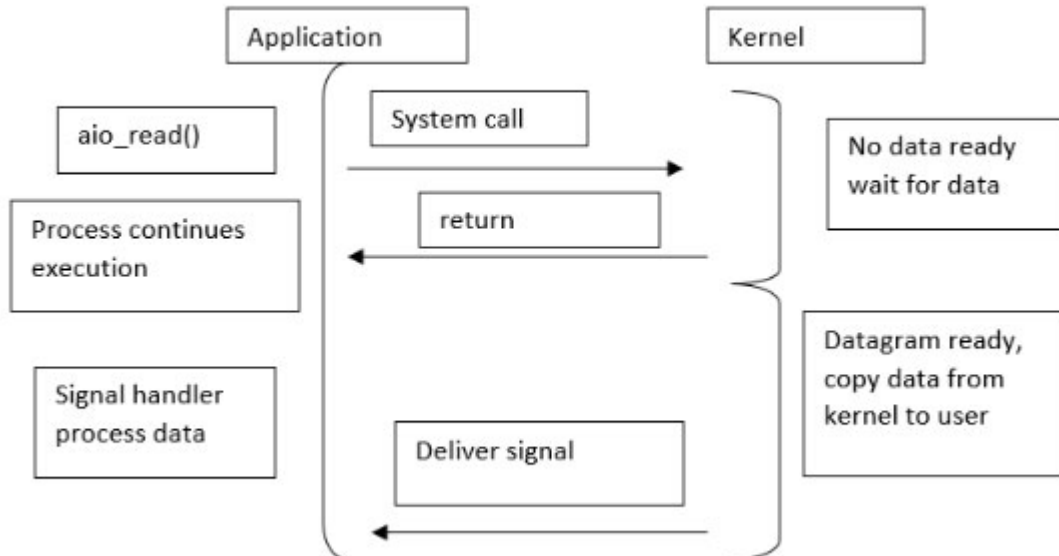 Application
Kernel
aio_read()
System call
No data ready
wait for data
Process continues
execution
return
Signal handler
process data
Datagram ready,
copy data from
kernel to user
Deliver signal